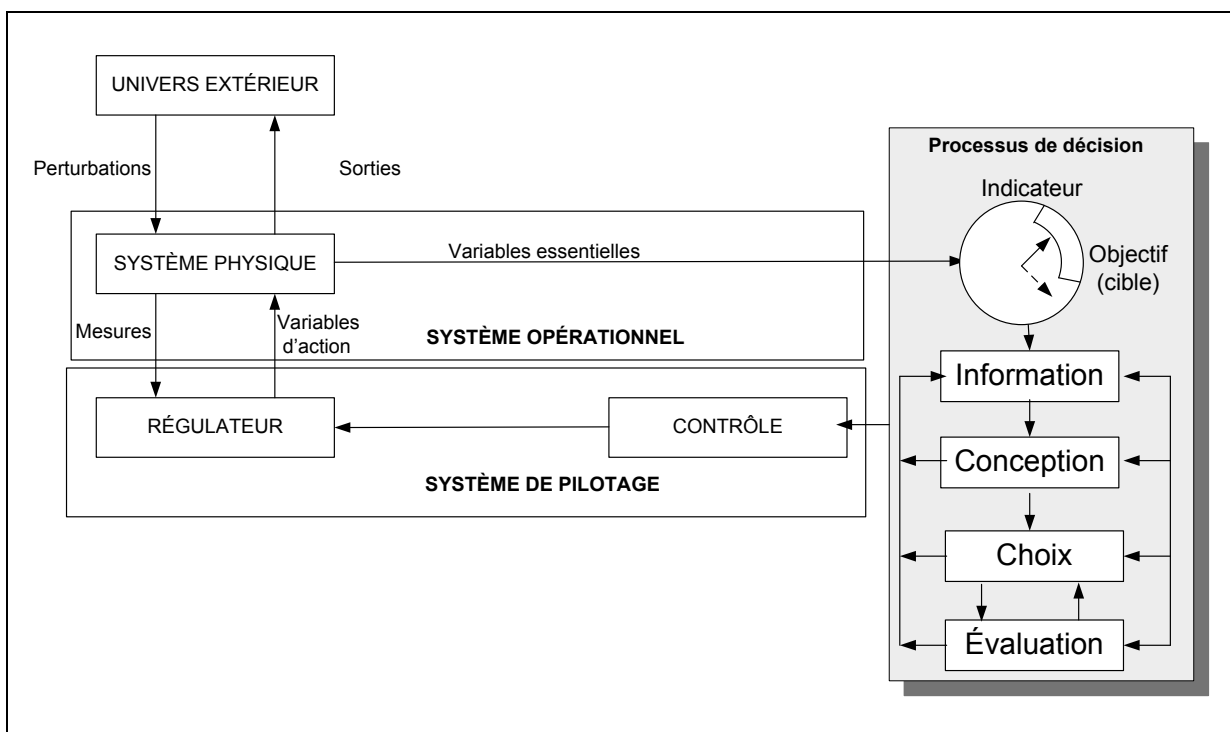 UNIVERS EXTÉRIEUR
Perturbations
Sorties
SYSTÈME PHYSIQUE
Variables essentielles
Mesures
Variables
d'action
SYSTÈME OPÉRATIONNEL
RÉGULATEUR
CONTRÔLE
SYSTÈME DE PILOTAGE
Processus de décision
Indicateur
Objectif
(cible)
Information
Conception
Choix
Évaluation